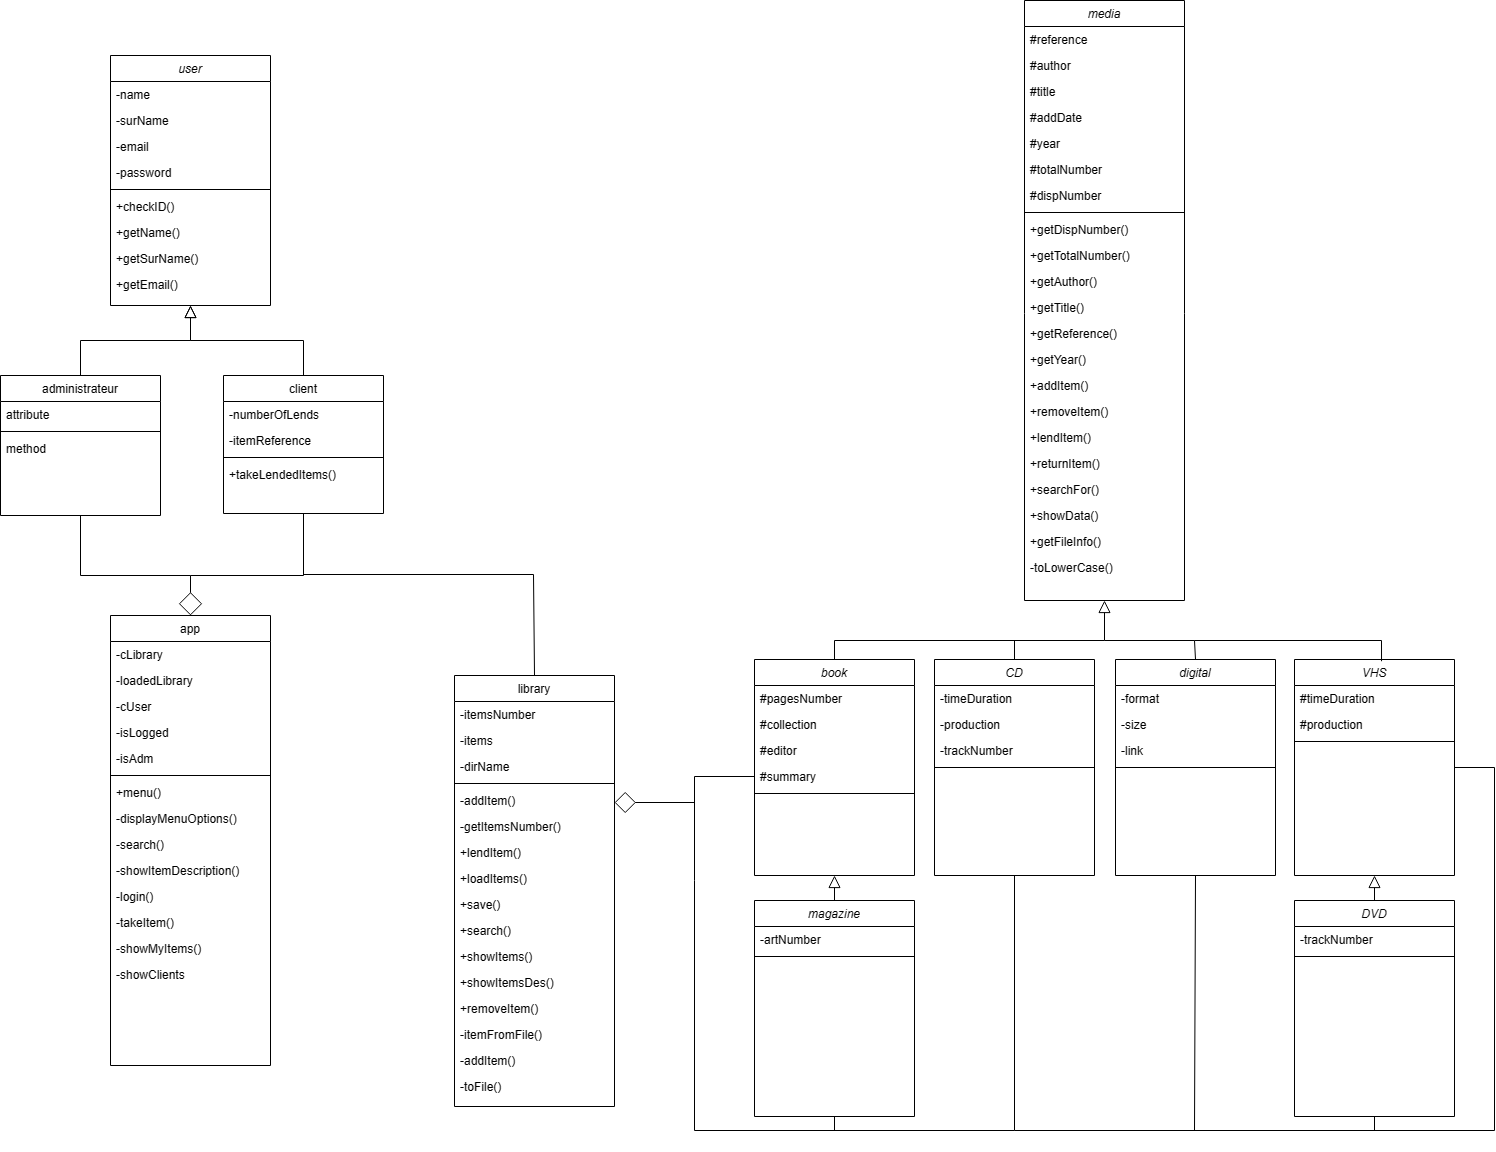 user
-name
-surName
-email
-password
+checkID()
+getName()
+getSurName()
+getEmail()
administrateur
attribute
method
client
-numberOfLends
-itemReference
+takeLendedItems()
app
-cLibrary
-loadedLibrary
-cUser
-isLogged
-isAdm
+menu()
-displayMenuOptions()
-search()
-showItemDescription()
-login()
-takeItem()
-showMyItems()
-showClients
library
-itemsNumber
-items
-dirName
-addItem()
-getItemsNumber()
+lendItem()
+loadItems()
+save()
+search()
+showItems()
+showItemsDes()
+removeItem()
-itemFromFile()
-addItem()
-toFile()
media
#reference
#author
#title
#addDate
#year
#totalNumber
#dispNumber
+getDispNumber()
+getTotalNumber()
+getAuthor()
+getTitle()
+getReference()
+getYear()
+addItem()
+removeItem()
+lendItem()
+returnItem()
+searchFor()
+showData()
+getFileInfo()
-toLowerCase()
book
#pagesNumber
#collection
#editor
#summary
CD
-timeDuration
-production
-trackNumber
digital
-format
-size
-link
VHS
#timeDuration
#production
magazine
-artNumber
DVD
-trackNumber